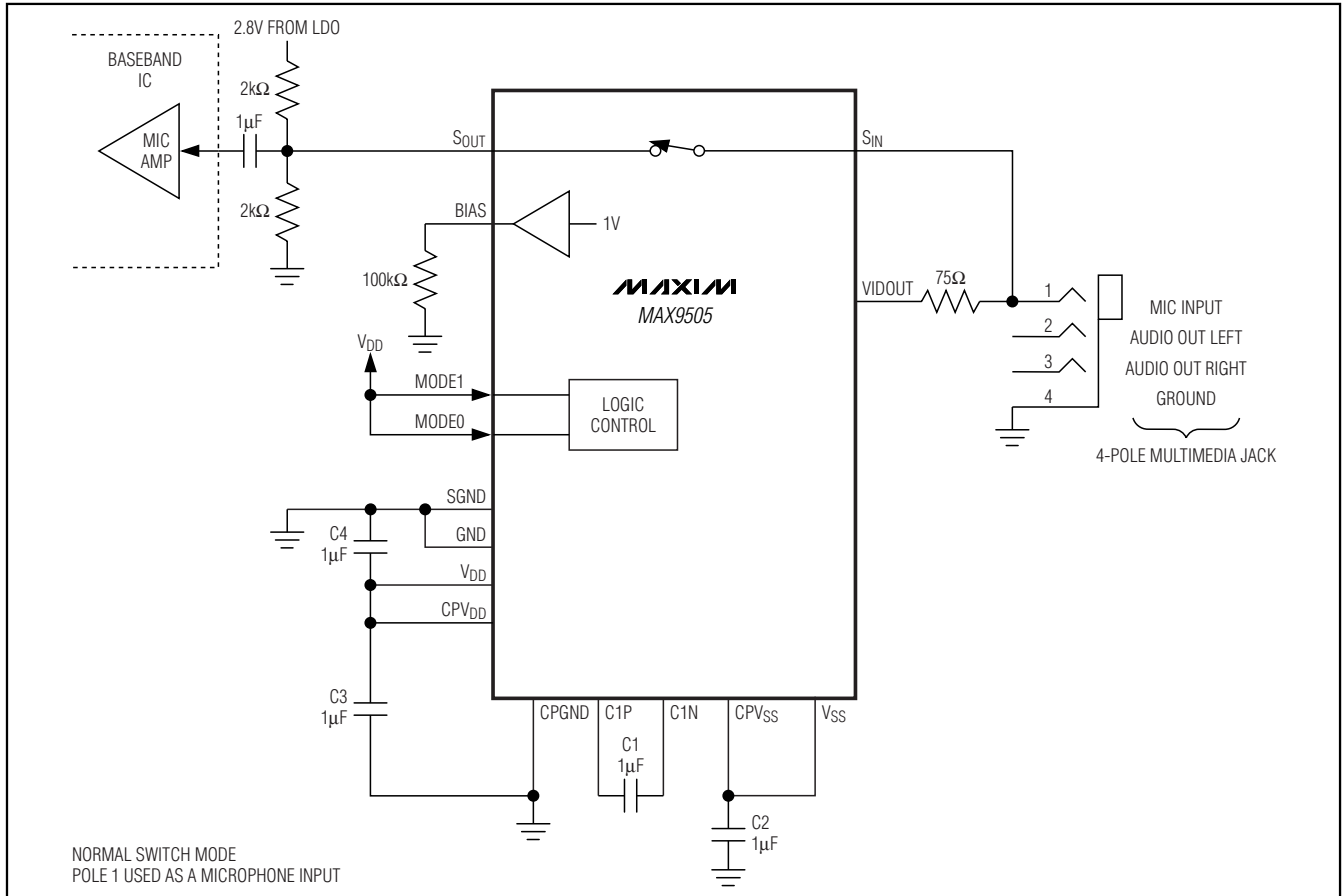 2.8V FROM LDO
BASEBAND
IC
2kΩ
1µF
MIC
AMP
2kΩ
SOUT
SIN
BIAS
1V
100kΩ
MAXIM
MAX9505
VIDOUT
75Ω
1
MIC INPUT
2
AUDIO OUT LEFT
3
AUDIO OUT RIGHT
4
GROUND
4-POLE MULTIMEDIA JACK
VDD
MODE1
MODE0
LOGIC
CONTROL
SGND
GND
C4
1µF
VDD
CPVDD
C3
1µF
CPGND
C1P
C1N
CPVSS
VSS
C1
1µF
C2
1µF
NORMAL SWITCH MODE
POLE 1 USED AS A MICROPHONE INPUT